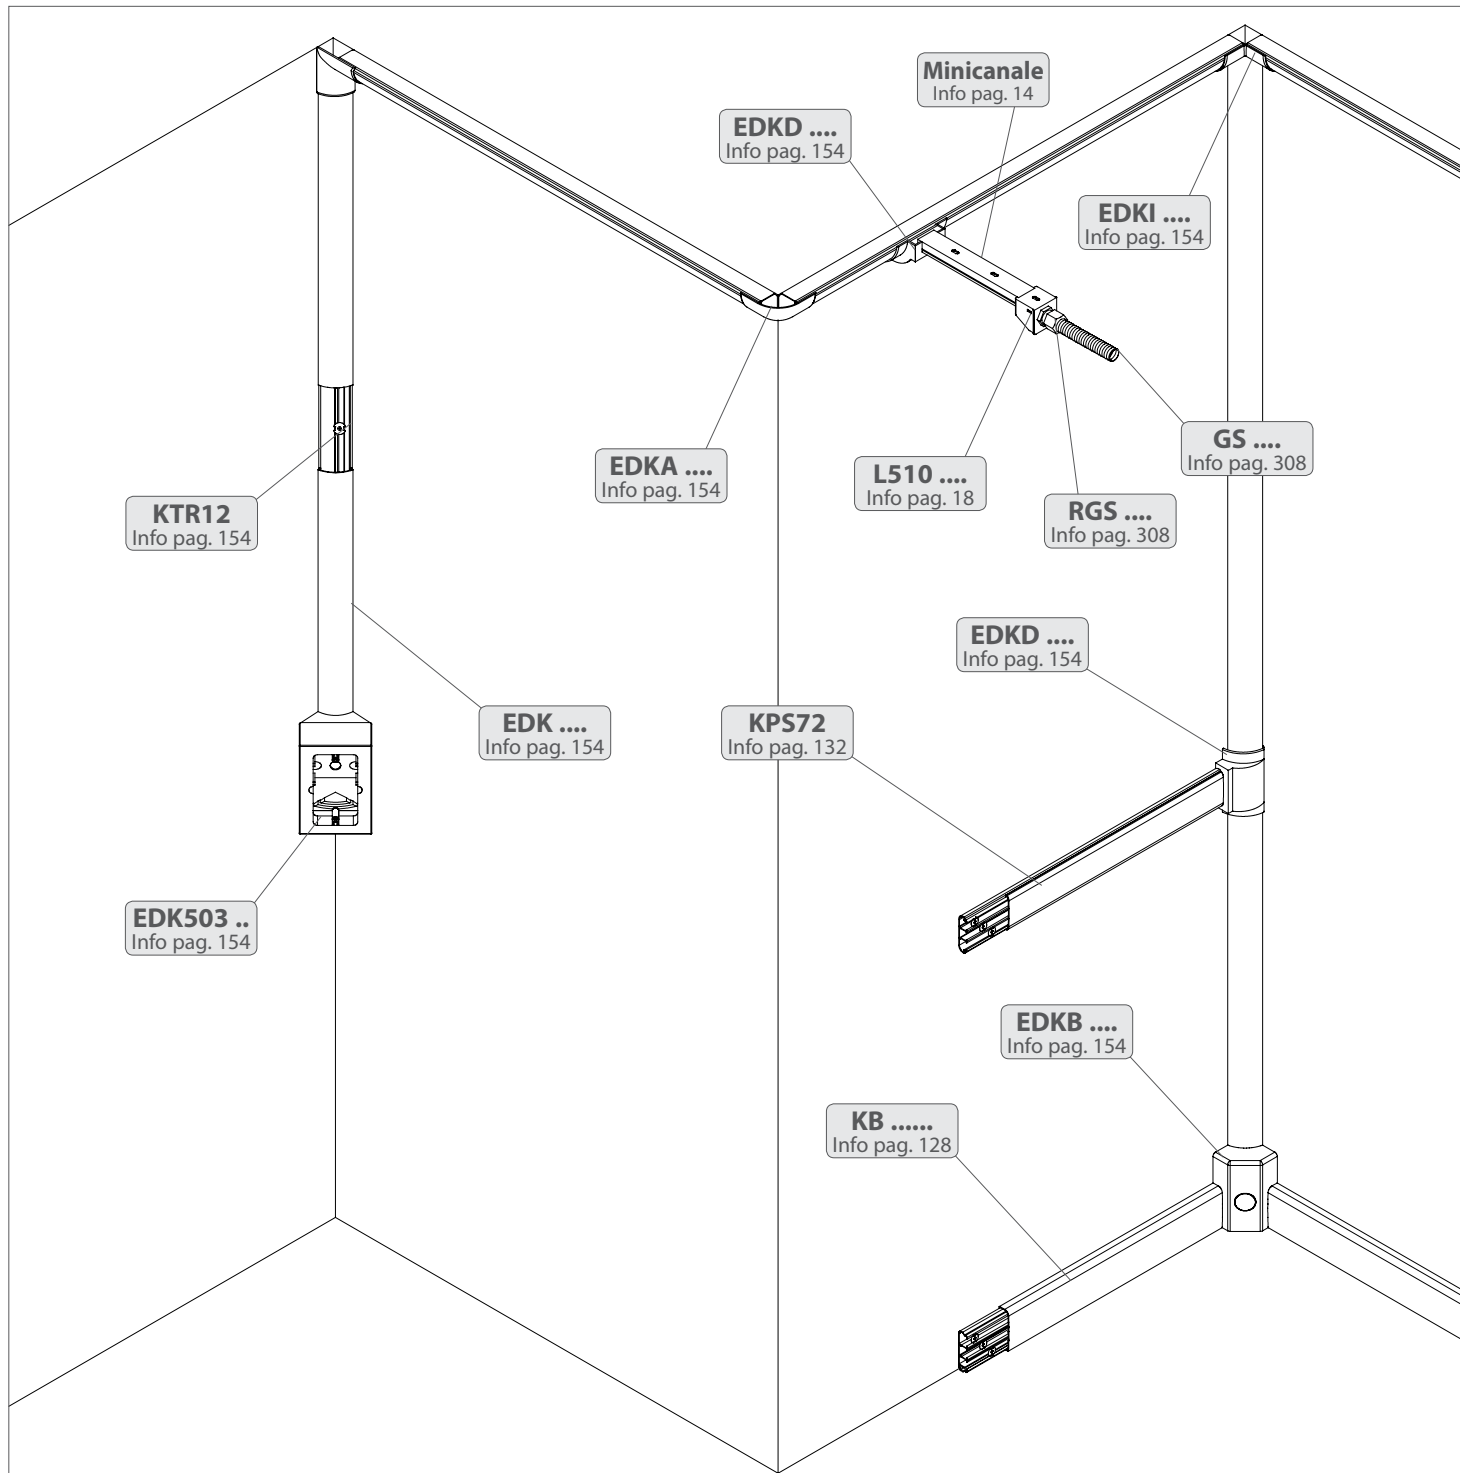 Minicanale
Info pag. 14
EDKD ....
Info pag. 154
EDKI ....
Info pag. 154
GS ....
Info pag. 308
EDKA ....
Info pag. 154
L510 ....
Info pag. 18
RGS ....
Info pag. 308
KTR12
Info pag. 154
EDKD ....
Info pag. 154
EDK ....
Info pag. 154
KPS72
Info pag. 132
EDK503 ..
Info pag. 154
EDKB ....
Info pag. 154
KB ......
Info pag. 128